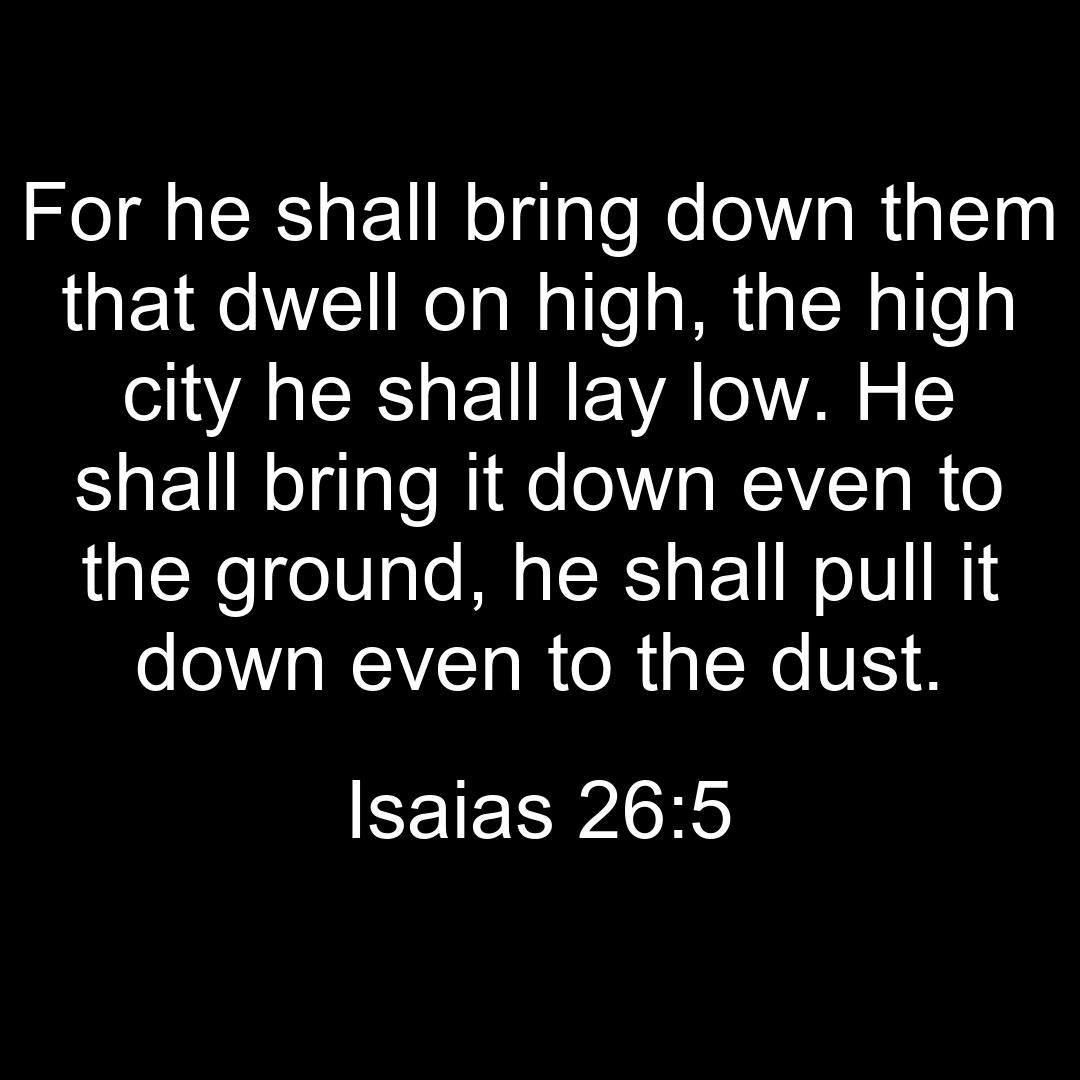 For he shall bring down them
that dwell on high, the high
city he shall lay low. He
shall bring it down even to
the ground, he shall pull it
down even to the dust.
Isaias 26:5